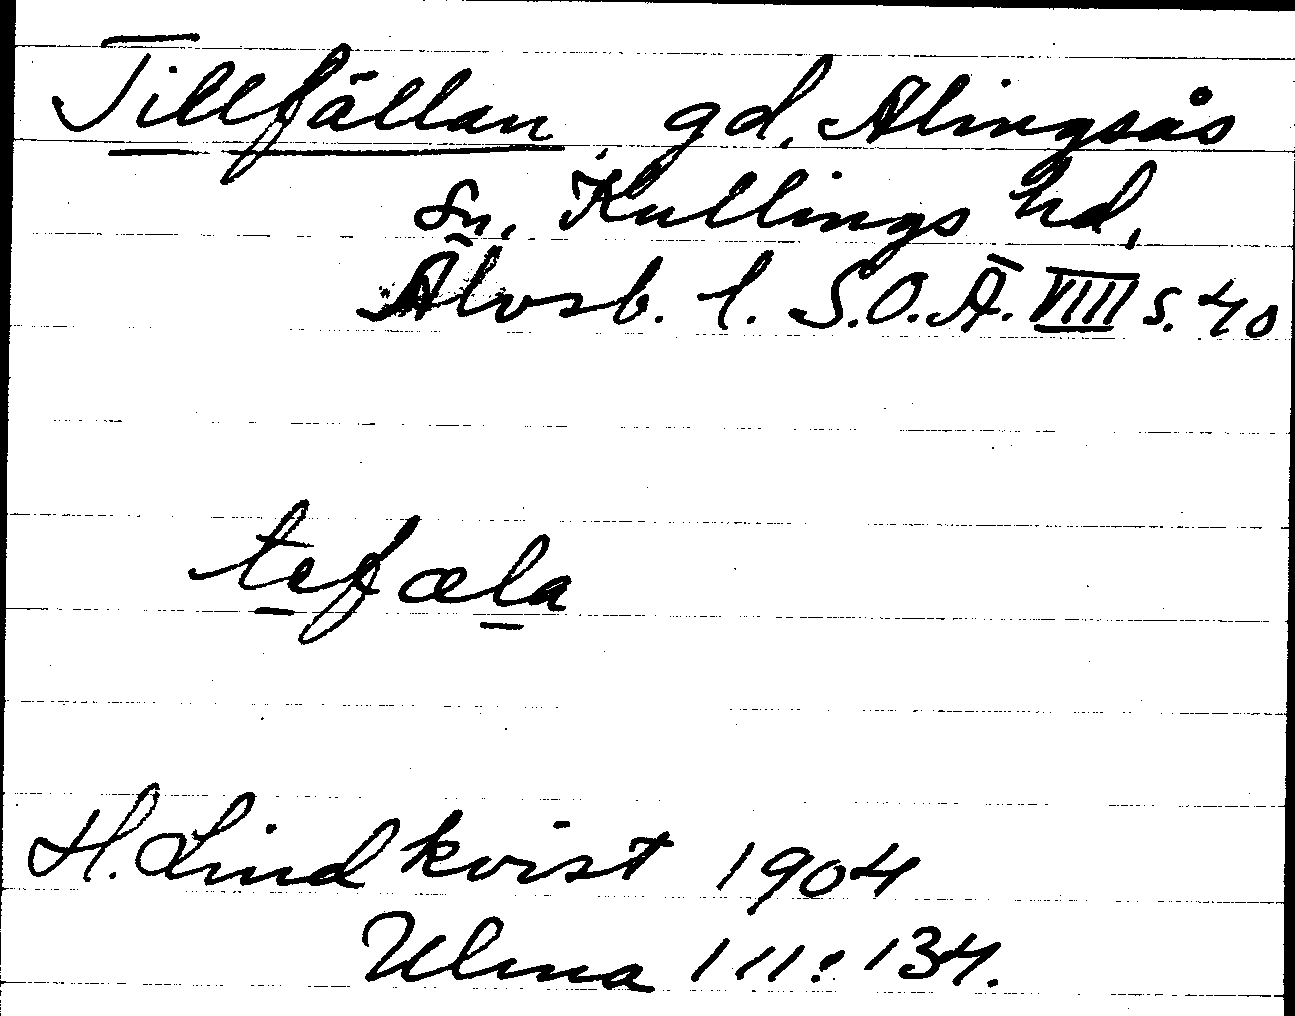 Tillfällan, gd, Alingsås
sn, Kullings hd,
Älvsb. l. S.O.Ä. VIII s. 40
tefæla
H. Lindkvist 1904
Ulma 111:134.